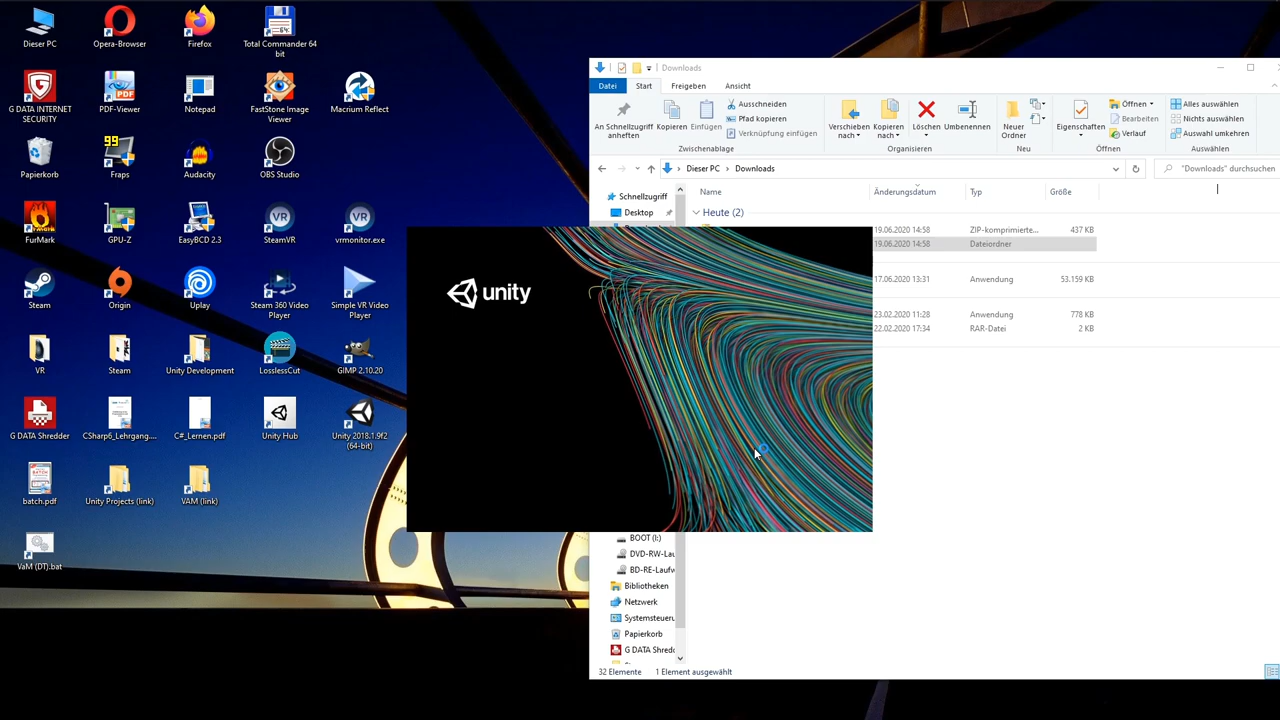 Dieser PC
Opera-Browser
Firefox
Total Commander 64
bit
G DATA INTERNET
SECURITY
PDF-Viewer
Notepad
FastStone Image
Viewer
Macrium Reflect
Papierkorb
99
Fraps
Audacity
OBS Studio
FurMark
GPU-Z
EasyBCD 2.3
SteamVR
vrmonitor.exe
Steam
Origin
Uplay
Steam 360 Video
Player
Simple VR Video
Player
VR
Steam
Unity Development
LosslessCut
GIMP 2.10.20
G DATA Shredder
CSharp6_Lehrgang....
C#_Lernen.pdf
Unity Hub
Unity 2018.1.9f2
(64-bit)
batch.pdf
Unity Projects (link)
VAM (link)
VaM (DT).bat
unity
Downloads
Datei
Start
Freigeben
Ansicht
An Schnellzugriff
anheften
Kopieren
Einfügen
Ausschneiden
Pfad kopieren
Verknüpfung einfügen
Zwischenablage
Verschieben
nach
Kopieren
nach
Löschen
Umbenennen
Organisieren
Neuer
Ordner
Neu
Eigenschaften
Öffnen
Bearbeiten
Verlauf
Öffnen
Alles auswählen
Nichts auswählen
Auswahl umkehren
Auswählen
Dieser PC
Downloads
"Downloads" durchsuchen
Schnellzugriff
Desktop
Name
Änderungsdatum
Typ
Größe
Heute (2)
19.06.2020 14:58 ZIP-komprimierte... 437 KB
19.06.2020 14:58 Dateiordner
17.06.2020 13:31 Anwendung 53.159 KB
23.02.2020 11:28 Anwendung 778 KB
22.02.2020 17:34 RAR-Datei 2 KB
BOOT (I:)
DVD-RW-Lau
BD-RE-Laufw
Bibliotheken
Netzwerk
Systemsteueru
Papierkorb
G DATA Shredd
32 Elemente
1 Element ausgewählt